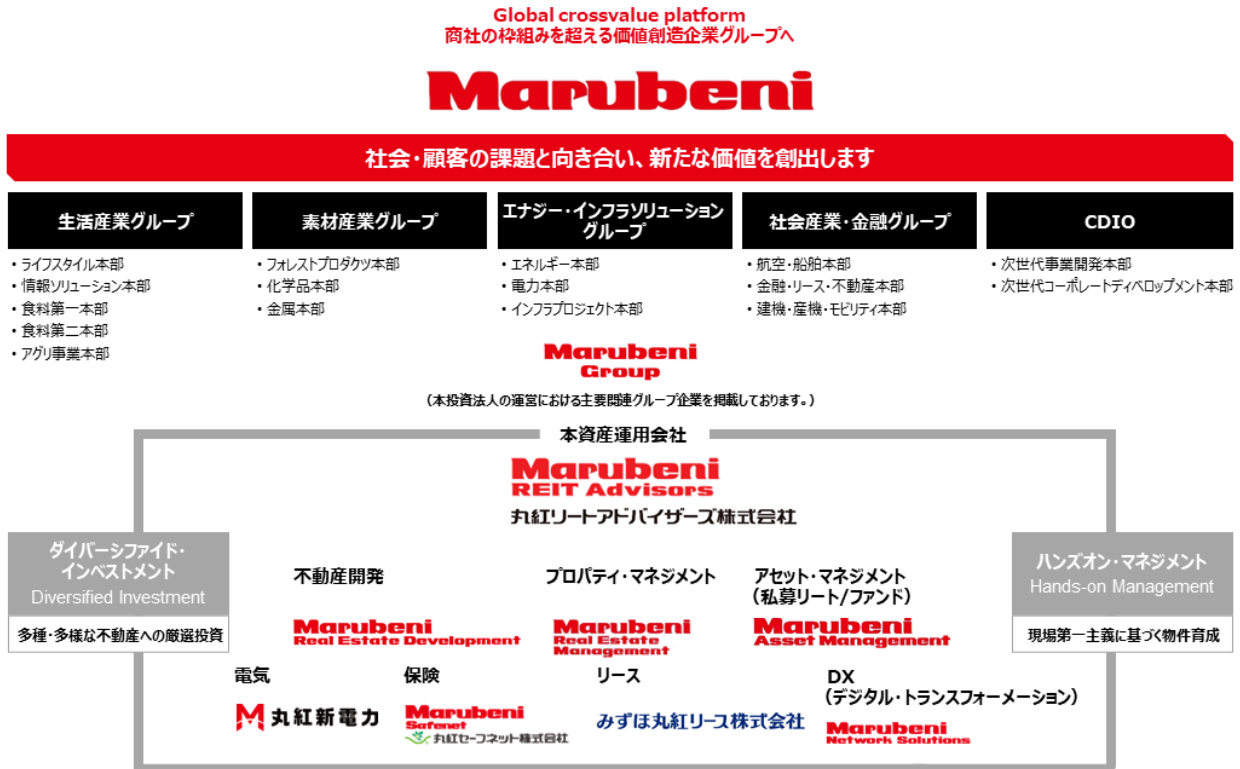 Global crossvalue platform
商社の枠組みを超える価値創造企業グループへ
Marubeni
社会・顧客の課題と向き合い、新たな価値を創出します
生活産業グループ
・ライフスタイル本部
・情報ソリューション本部
・食料第一本部
・食料第二本部
・アグリ事業本部
素材産業グループ
・フォレストプロダクツ本部
・化学品本部
・金属本部
エナジー・インフラソリューション
グループ
・エネルギー本部
・電力本部
・インフラプロジェクト本部
社会産業・金融グループ
・航空・船舶本部
・金融・リース・不動産本部
・建機・産機・モビリティ本部
CDIO
・次世代事業開発本部
・次世代コーポレートディベロップメント本部
Marubeni
Group
（本投資法人の運営における主要関連グループ企業を掲載しております。）
本資産運用会社
Marubeni
REIT Advisors
丸紅リートアドバイザーズ株式会社
ダイバーシファイド・
インベストメント
Diversified Investment
多種・多様な不動産への厳選投資
ハンズオン・マネジメント
Hands-on Management
現場第一主義に基づく物件育成
不動産開発
Marubeni
Real Estate Development
プロパティ・マネジメント
Marubeni
Real Estate
Management
アセット・マネジメント
（私募リート/ファンド）
Marubeni
Asset Management
電気
丸紅新電力
保険
Marubeni
Safenet
丸紅セーフネット株式会社
リース
みずほ丸紅リース株式会社
DX
（デジタル・トランスフォーメーション）
Marubeni
Network Solutions